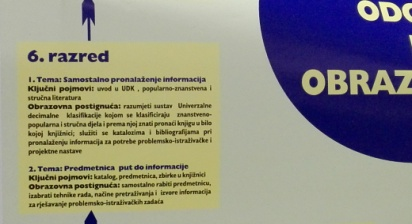 6. razred
1. Tema: Samostalno pronalaženje informacija
Ključni pojmovi: uvod u UDK , popularno-znanstvena i
stručna literatura
Obrazovna postignuća: razumjeti sustav Univerzalne
decimalne klasifikacije kojom se klasificiraju znanstveno-
popularna i stručna djela i prema njoj znati pronaći knjigu u bilo
kojoj knjižnici; služiti se katalozima i bibliografijama pri
pronalaženju informacija za potrebe problemsko-istraživačke i
projektne nastave
2. Tema: Predmetnica put do informacije
Ključni pojmovi: katalog, predmetnica, zbirke u knjižnici
Obrazovna postignuća: samostalno rabiti predmetnicu,
izabrati tehnike rada, načine pretraživanja i izvore informacija
za rješavanje problemsko-istraživačkih zadaća
ODG
OBRAZ